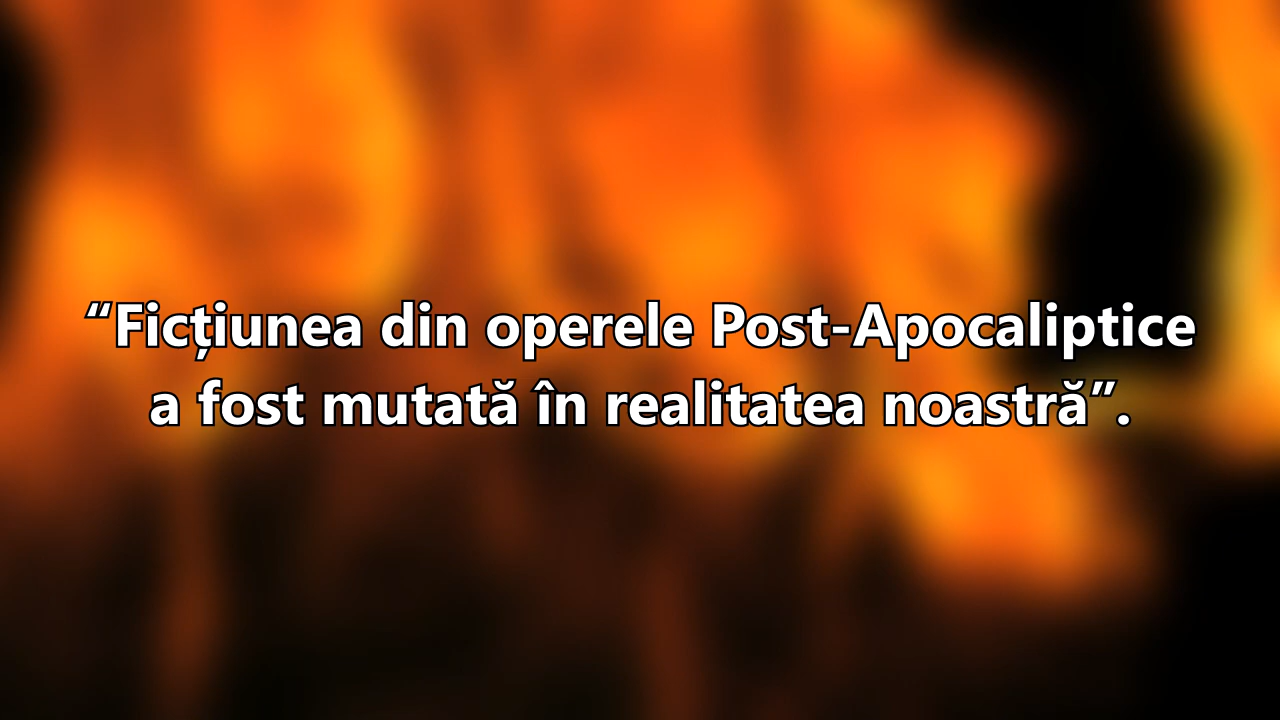 “Ficțiunea din operele Post-Apocaliptice
a fost mutată în realitatea noastră”.